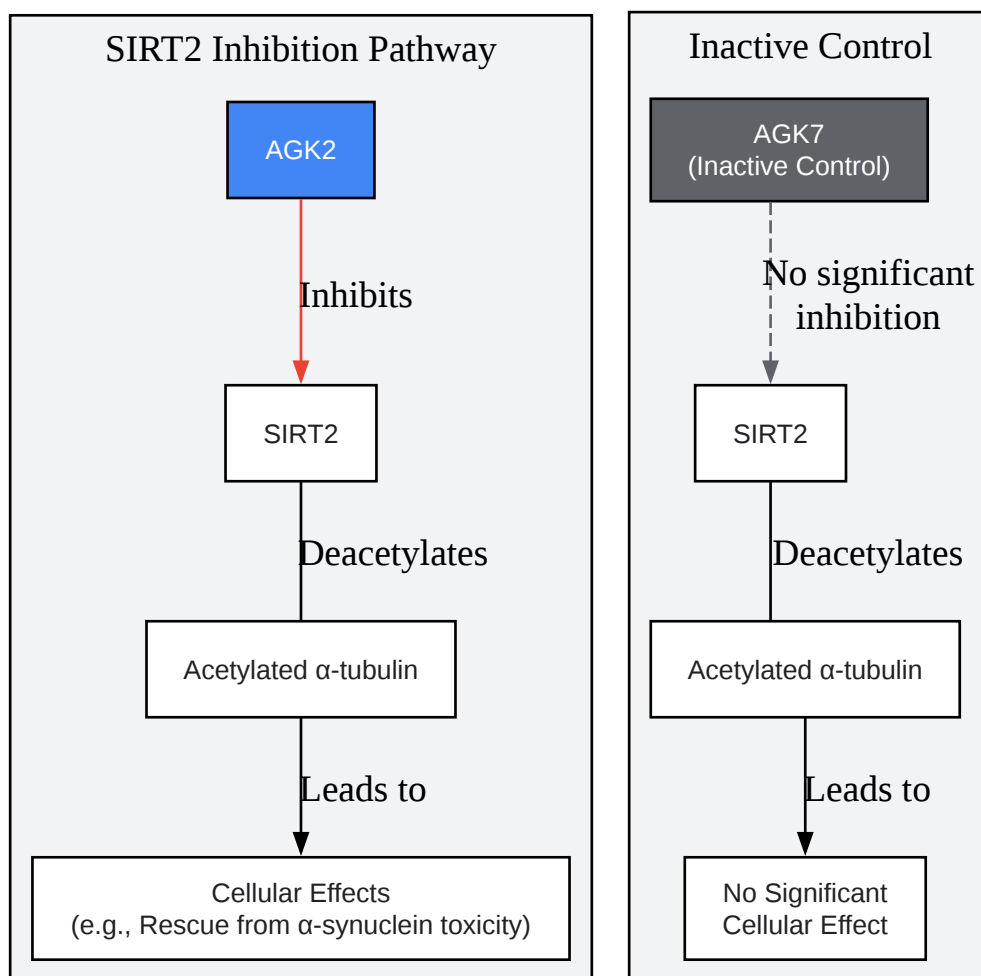 SIRT2 Inhibition Pathway
AGK2
Inhibits
SIRT2
Deacetylates
Acetylated α-tubulin
Leads to
Cellular Effects
(e.g., Rescue from α-synuclein toxicity)
Inactive Control
AGK7
(Inactive Control)
No significant
inhibition
SIRT2
Deacetylates
Acetylated α-tubulin
Leads to
No Significant
Cellular Effect